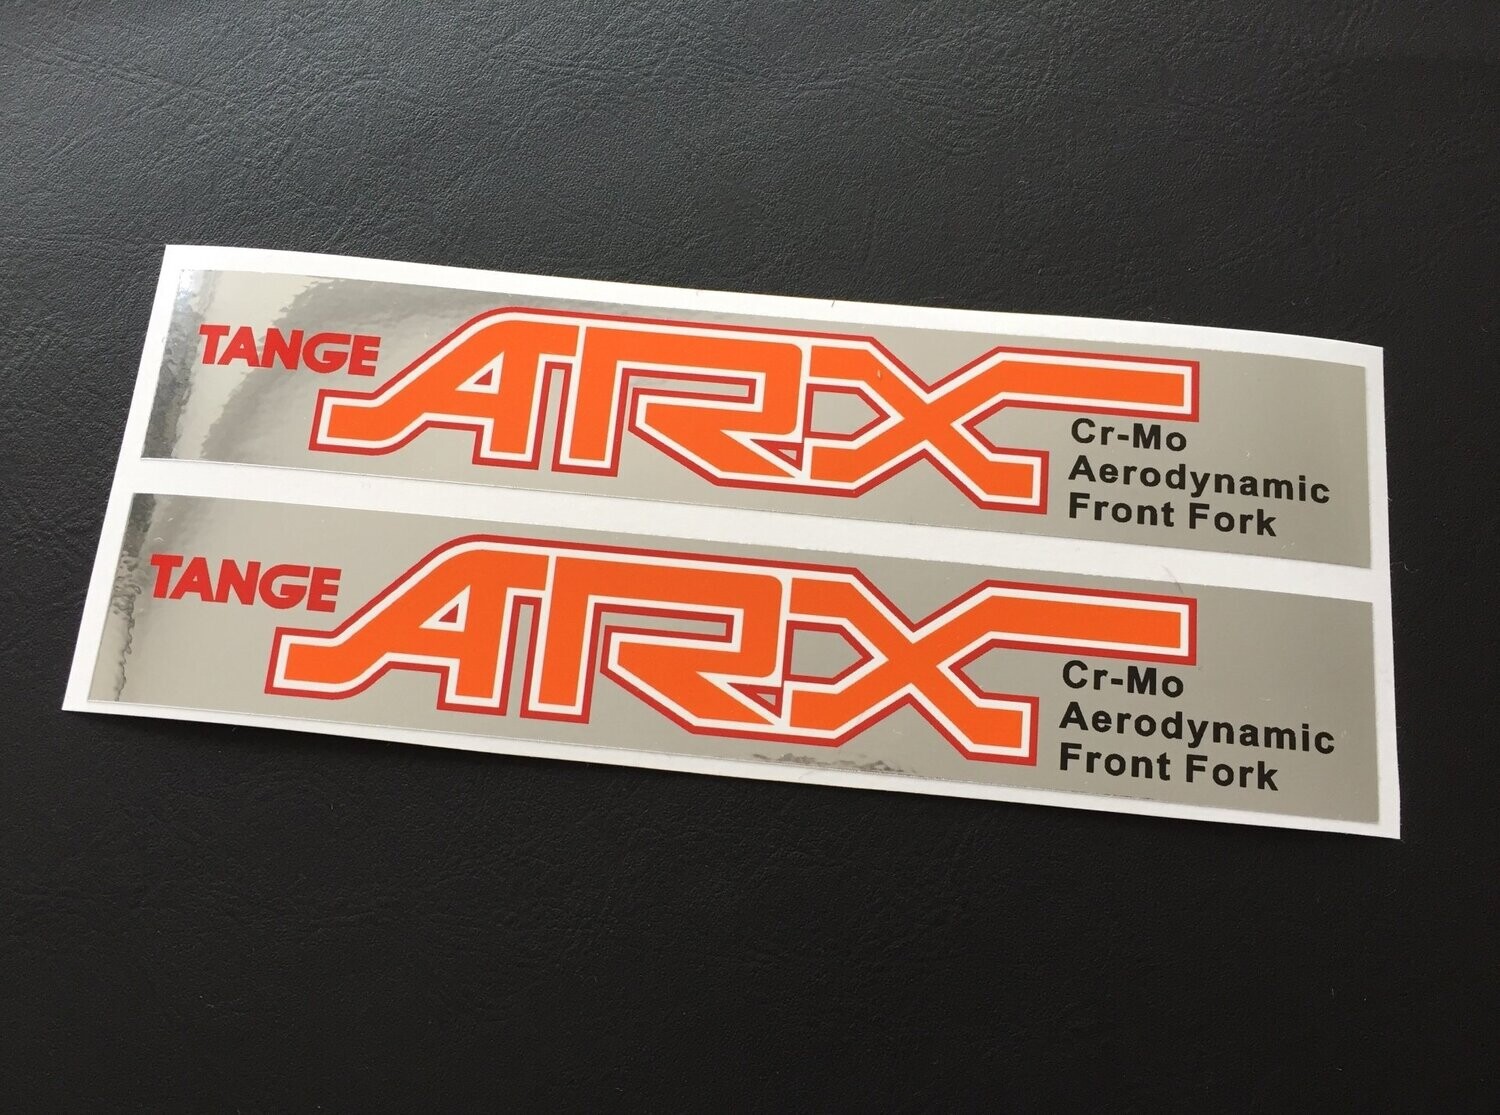 TANGE ARX
Cr-Mo
Aerodynamic
Front Fork
TANGE ARX
Cr-Mo
Aerodynamic
Front Fork